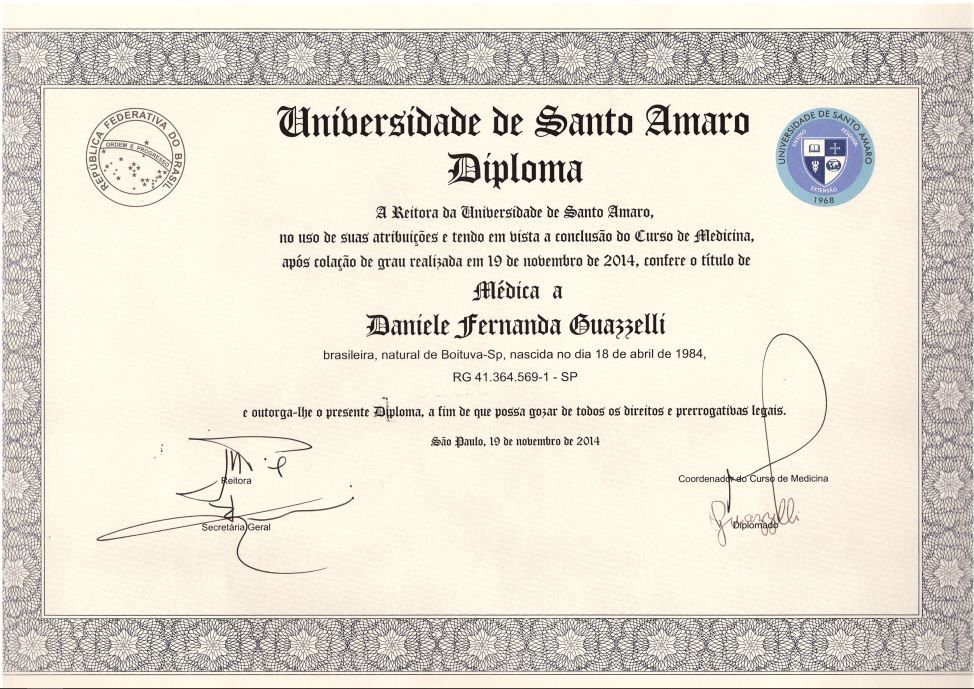 Universidade de Santo Amaro
Diploma
REPUBLICA FEDERATIVA DO BRASIL
ORDEM E PROGRESSO
UNIVERSIDADE DE SANTO AMARO
ENSINO
PESQUISA
EXTENSÃO
1968
A Reitora da Universidade de Santo Amaro,
no uso de suas atribuições e tendo em vista a conclusão do Curso de Medicina,
após colação de grau realizada em 19 de novembro de 2014, confere o título de
Médica a
Daniele Fernanda Guazzelli
brasileira, natural de Boituva-Sp, nascida no dia 18 de abril de 1984,
RG 41.364.569-1 - SP
e outorga-lhe o presente Diploma, a fim de que possa gozar de todos os direitos e prerrogativas legais.
São Paulo, 19 de novembro de 2014
Reitora
Coordenador do Curso de Medicina
Secretária Geral
Guazzelli
Diplomado